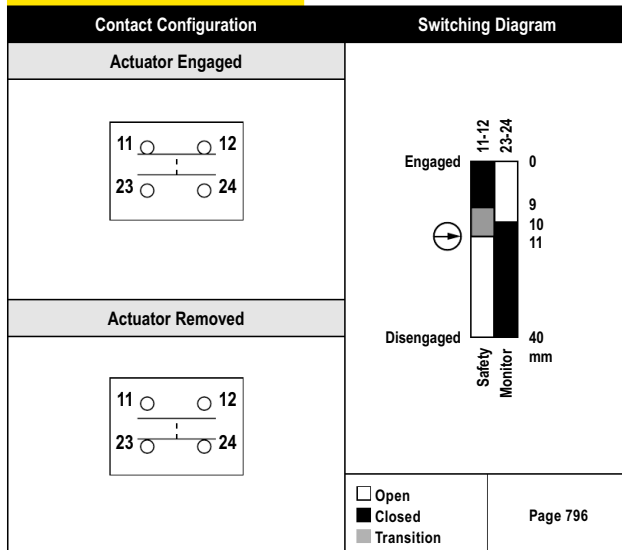 Contact Configuration
Switching Diagram
Actuator Engaged
11 12
23 24
Actuator Removed
11 12
23 24
11-12
23-24
Engaged
0
9
10
11
Disengaged
40
mm
Safety
Monitor
Open
Closed
Transition
Page 796